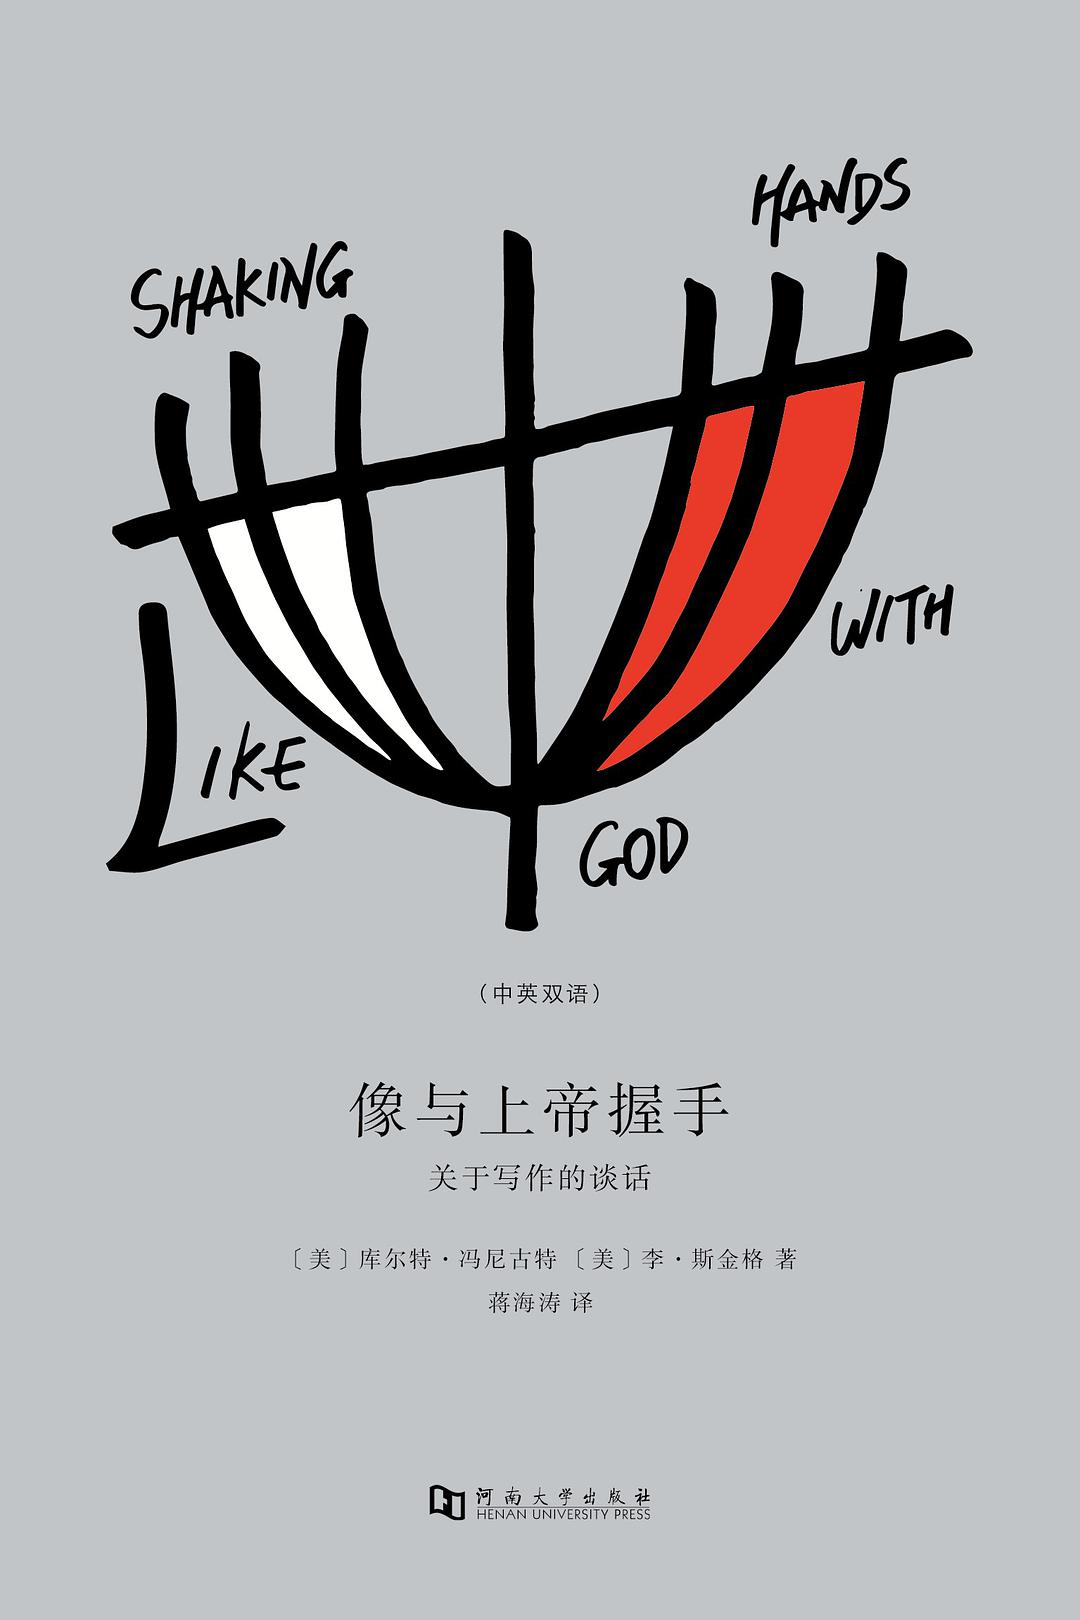 LIKE
SHAKING
HANDS
WITH
GOD
（中英双语）
像与上帝握手
关于写作的谈话
〔美〕库尔特·冯尼古特 〔美〕李·斯金格 著
蒋海涛 译
河南大学出版社
HENAN UNIVERSITY PRESS